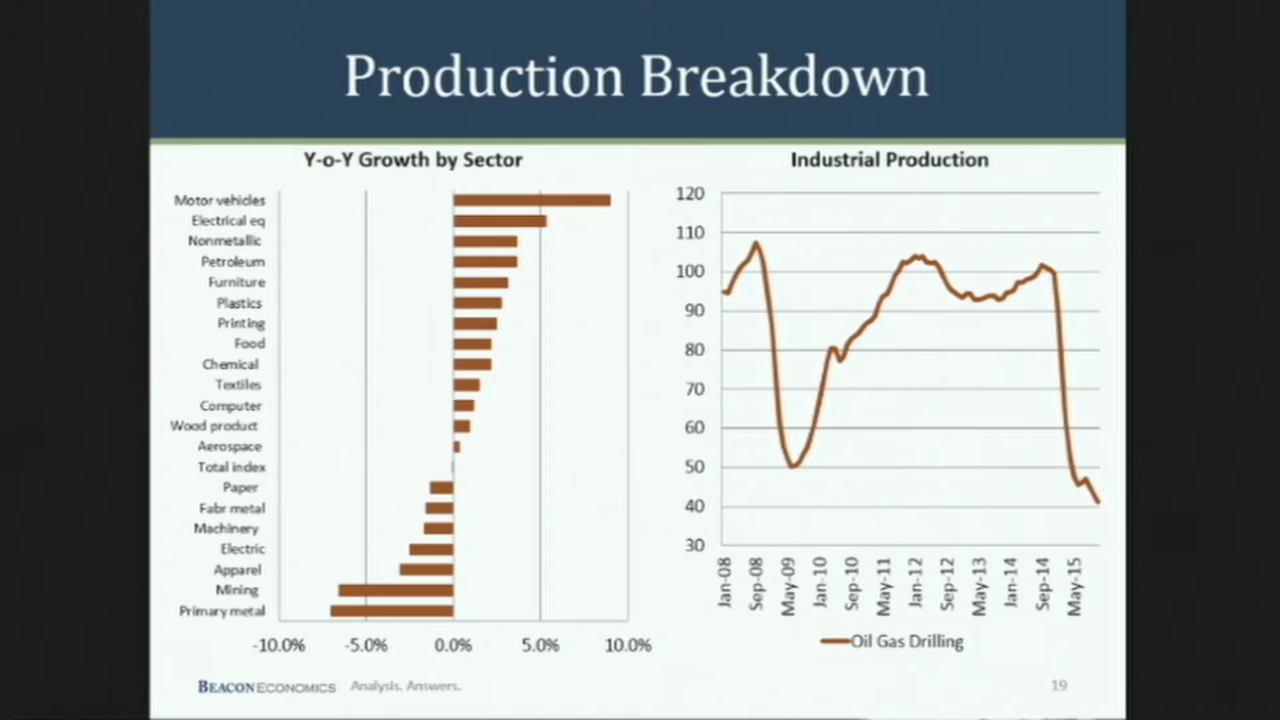 Production Breakdown
Y-o-Y Growth by Sector
Motor vehicles
Electrical eq
Nonmetallic
Petroleum
Furniture
Plastics
Printing
Food
Chemical
Textiles
Computer
Wood product
Aerospace
Total index
Paper
Fabr metal
Machinery
Electric
Apparel
Mining
Primary metal
-10.0% -5.0% 0.0% 5.0% 10.0%
Industrial Production
120
110
100
90
80
70
60
50
40
30
Jan-08 Sep-08 May-09 Jan-10 Sep-10 May-11 Jan-12 Sep-12 May-13 Jan-14 Sep-14 May-15
Oil Gas Drilling
BEACON ECONOMICS Analysis. Answers. 19